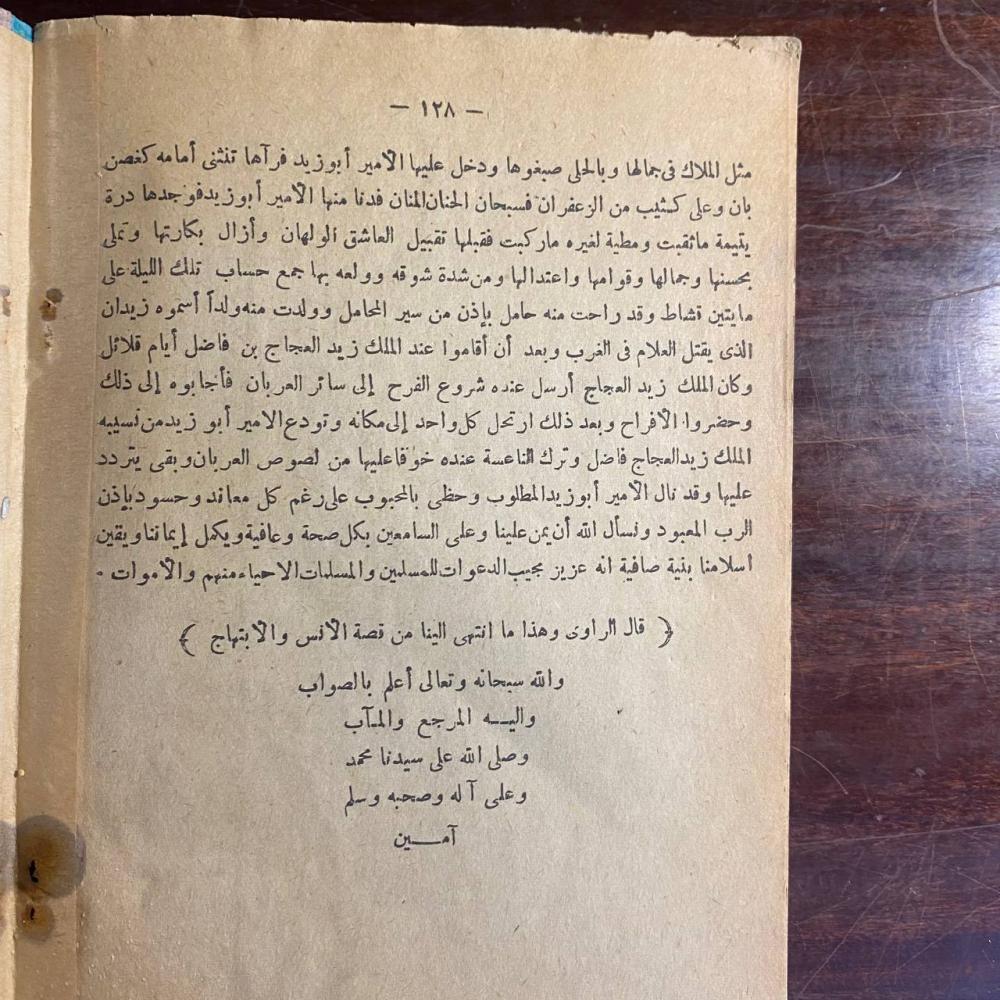 — ١٢٨ —
مثل الملاك فى جمالها وبالحلى صبغوها ودخل عليها الأمير أبو زيد فرآها تنثنى أمامه كغصن
بان وعلى كثيب من الزعفران فسبحان الحنان المنان فدنا منها الأمير أبو زيد فوجدها درة
يتيمة ماثقبت ومطية لغيره ماركبت فقبلها تقبيل العاشق الولهان وأزال بكارتها وتملى
بحسنها وجمالها وقوامها واعتدالها ومن شدة شوقه وولعه بها جمع حساب تلك الليلة على
مايتين قشاط وقد راحت منه حامل بإذن من سير المحامل وولدت منه ولداً أسموه زيدان
الذى يقتل العلام فى الغرب وبعد أن أقاموا عند الملك زيد العجاج بن فاضل أيام قلائل
وكان الملك زيد العجاج أرسل عنده شروع الفرح إلى سائر العربان فأجابوه إلى ذلك
وحضروا الأفراح وبعد ذلك ارتحل كل واحد إلى مكانه وتودع الامير أبو زيد من نسيبه
الملك زيد العجاج فاضل وترك الناعسة عنده خوفا عليها من لصوص العربان وبقى يتردد
عليها وقد نال الأمير أبو زيد المطلوب وحظى بالمحبوب على رغم كل معاند وحسود بإذن
الرب المعبود ونسأل الله أن يمن علينا وعلى السامعين بكل صحة وعافية ويكمل إيماننا ويقين
اسلامنا بنية صافية انه عزيز مجيب الدعوات للمسلمين والمسلمات الاحياء منهم والأموات .
﴿ قال الراوى وهذا ما انتهى الينا من قصة الأنس والابتهاج ﴾
والله سبحانه وتعالى أعلم بالصواب
واليـــه المرجع والمـآب
وصلى الله على سيدنا محمد
وعلى آله وصحبه وسلم
آمـــين